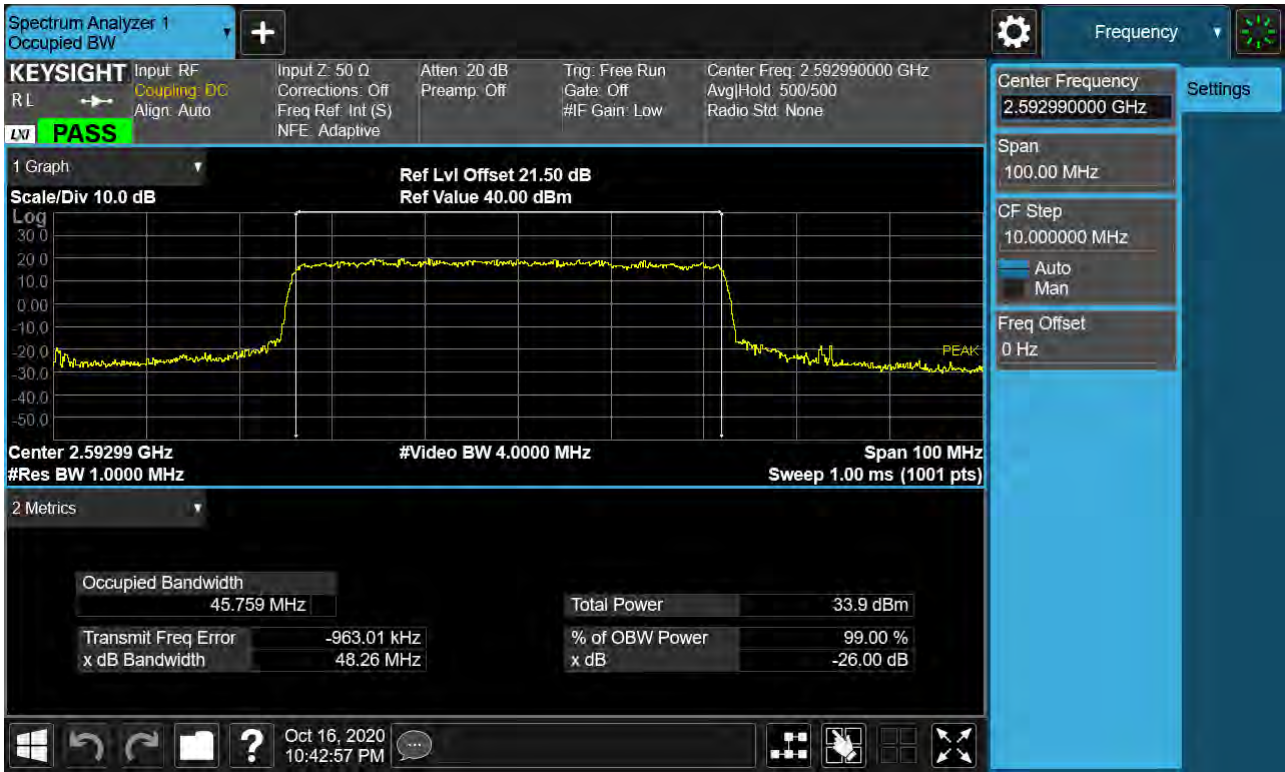 Spectrum Analyzer 1
Occupied BW
Frequency
KEYSIGHT
RL
LXI PASS
Input: RF
Coupling: DC
Align: Auto
Input Z: 50 Ω
Corrections: Off
Freq Ref: Int (S)
NFE: Adaptive
Atten: 20 dB
Preamp: Off
Trig: Free Run
Gate: Off
#IF Gain: Low
Center Freq: 2.592990000 GHz
Avg|Hold: 500/500
Radio Std: None
Center Frequency
2.592990000 GHz
Settings
Span
100.00 MHz
CF Step
10.000000 MHz
Auto
Man
Freq Offset
0 Hz
1 Graph
Scale/Div 10.0 dB
Ref Lvl Offset 21.50 dB
Ref Value 40.00 dBm
Log
30.0
20.0
10.0
0.00
-10.0
-20.0
-30.0
-40.0
-50.0
PEAK
Center 2.59299 GHz
#Video BW 4.0000 MHz
Span 100 MHz
#Res BW 1.0000 MHz
Sweep 1.00 ms (1001 pts)
2 Metrics
Occupied Bandwidth
45.759 MHz
Total Power 33.9 dBm
Transmit Freq Error -963.01 kHz
% of OBW Power 99.00 %
x dB Bandwidth 48.26 MHz
x dB -26.00 dB
?
Oct 16, 2020
10:42:57 PM